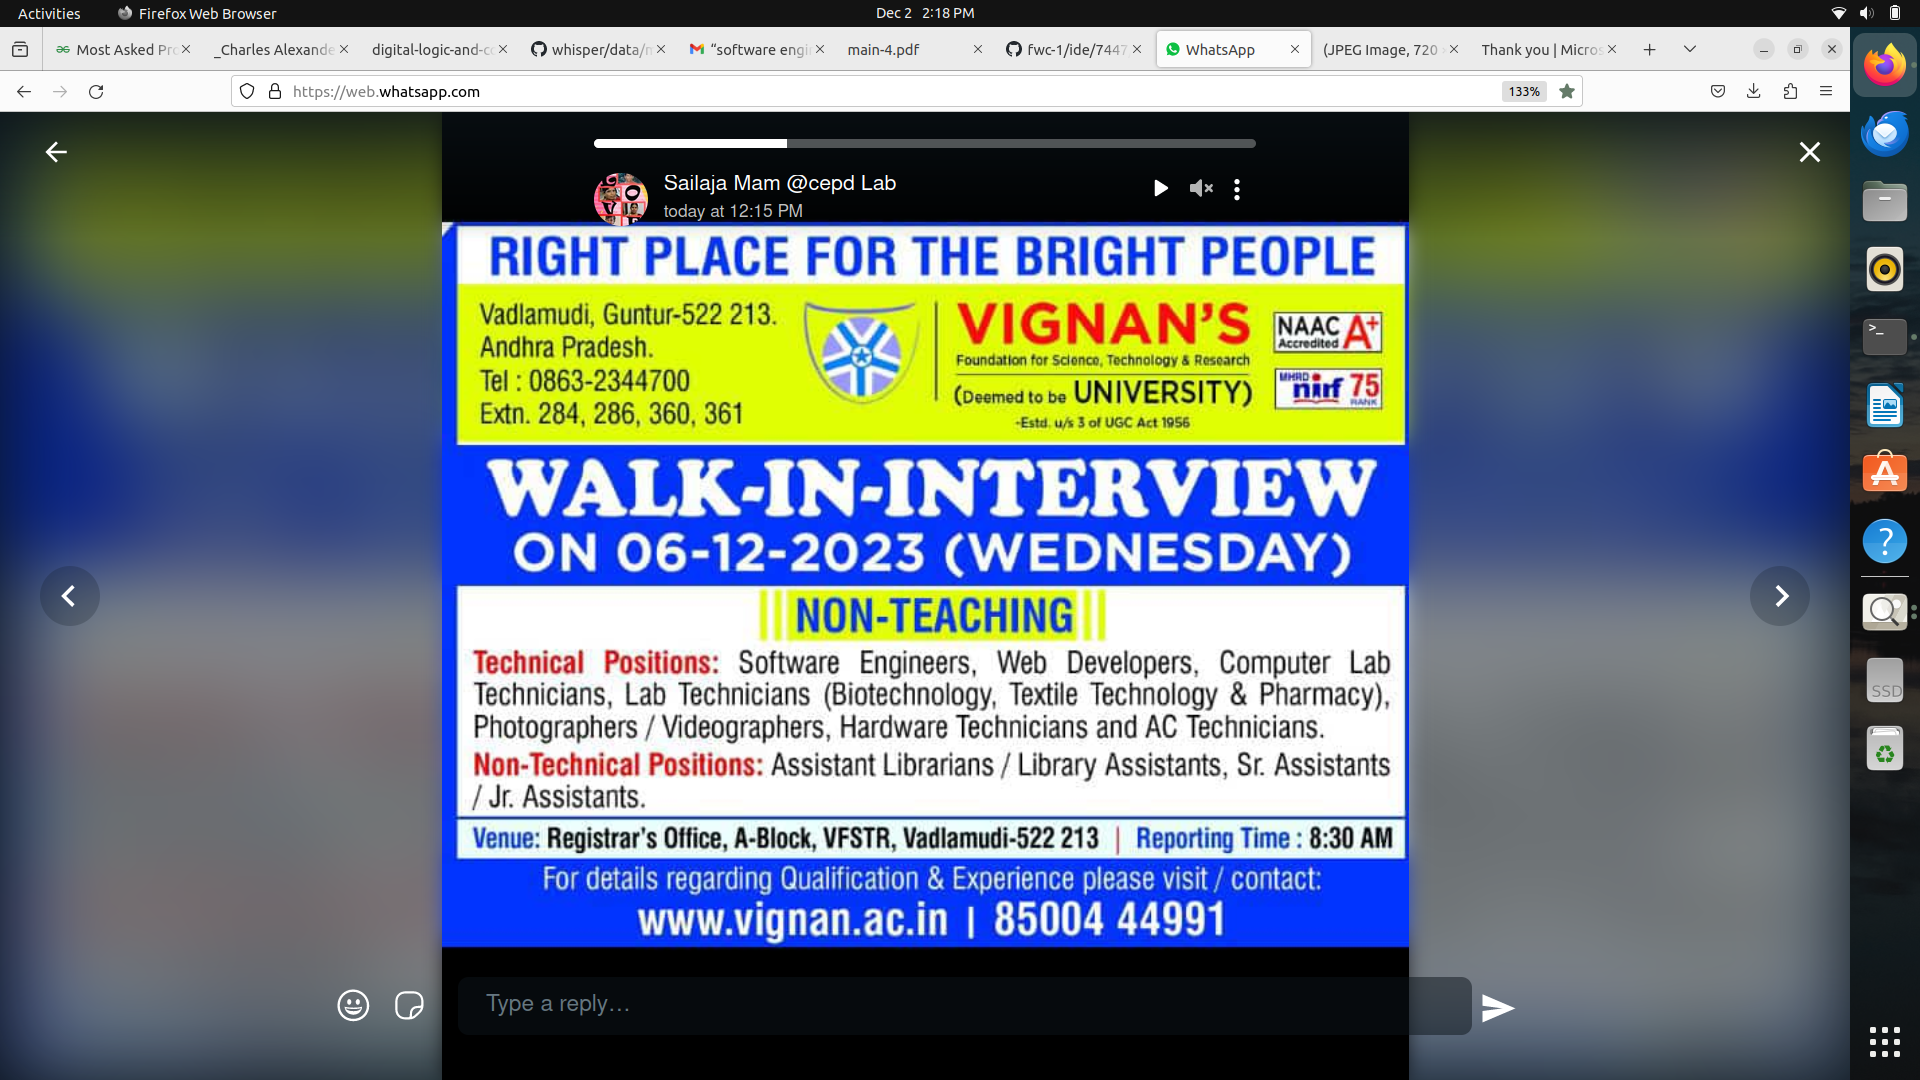 Activities
Firefox Web Browser
Dec 2 2:18 PM
Most Asked Pro
_Charles Alexande
digital-logic-and-co
whisper/data/m
“software engi
main-4.pdf
fwc-1/ide/7447
WhatsApp
(JPEG Image, 720
Thank you | Micros
https://web.whatsapp.com
133%
Sailaja Mam @cepd Lab
today at 12:15 PM
RIGHT PLACE FOR THE BRIGHT PEOPLE
Vadlamudi, Guntur-522 213.
Andhra Pradesh.
Tel : 0863-2344700
Extn. 284, 286, 360, 361
VIGNAN’S
Foundation for Science, Technology & Research
(Deemed to be UNIVERSITY)
-Estd. u/s 3 of UGC Act 1956
NAAC
Accredited A+
MHRD
nirf 75
RANK
WALK-IN-INTERVIEW
ON 06-12-2023 (WEDNESDAY)
NON-TEACHING
Technical Positions: Software Engineers, Web Developers, Computer Lab
Technicians, Lab Technicians (Biotechnology, Textile Technology & Pharmacy),
Photographers / Videographers, Hardware Technicians and AC Technicians.
Non-Technical Positions: Assistant Librarians / Library Assistants, Sr. Assistants
/ Jr. Assistants.
Venue: Registrar’s Office, A-Block, VFSTR, Vadlamudi-522 213 | Reporting Time : 8:30 AM
For details regarding Qualification & Experience please visit / contact:
www.vignan.ac.in | 85004 44991
Type a reply…
SSD